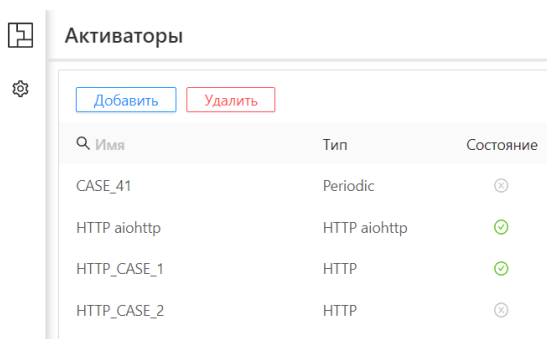 Активаторы
Добавить Удалить
Имя Тип Состояние
CASE_41 Periodic
HTTP aiohttp HTTP aiohttp
HTTP_CASE_1 HTTP
HTTP_CASE_2 HTTP